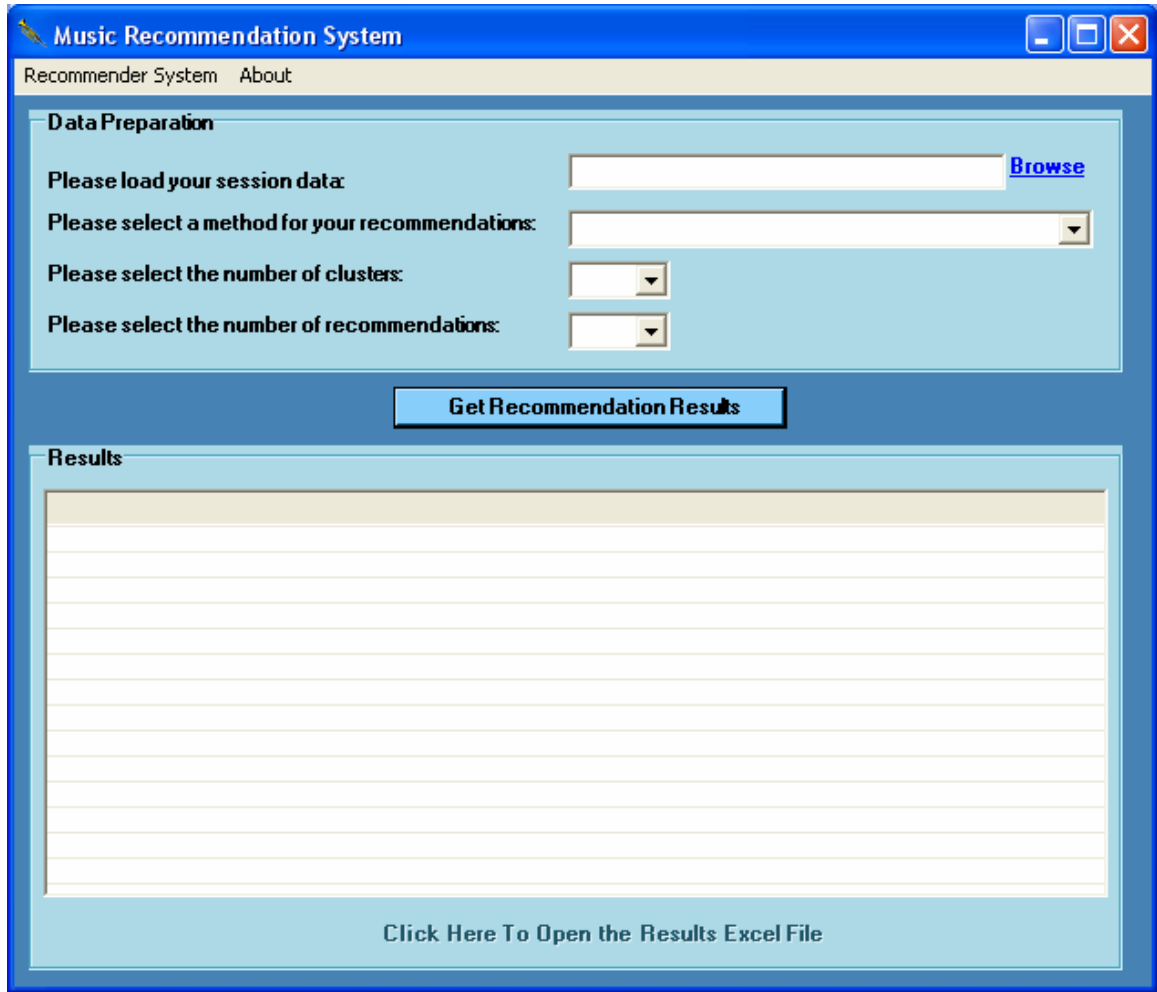 Music Recommendation System
Recommender System About
Data Preparation
Please load your session data:
Browse
Please select a method for your recommendations:
Please select the number of clusters:
Please select the number of recommendations:
Get Recommendation Results
Results
Click Here To Open the Results Excel File